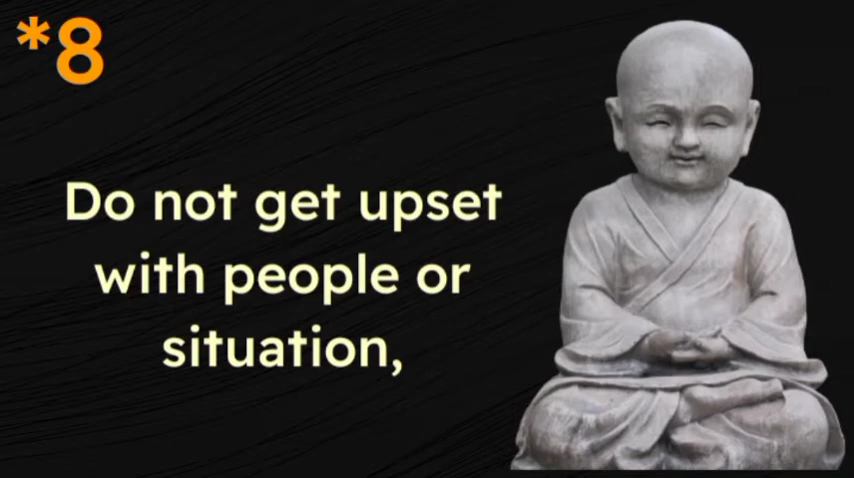 *8
Do not get upset
with people or
situation,